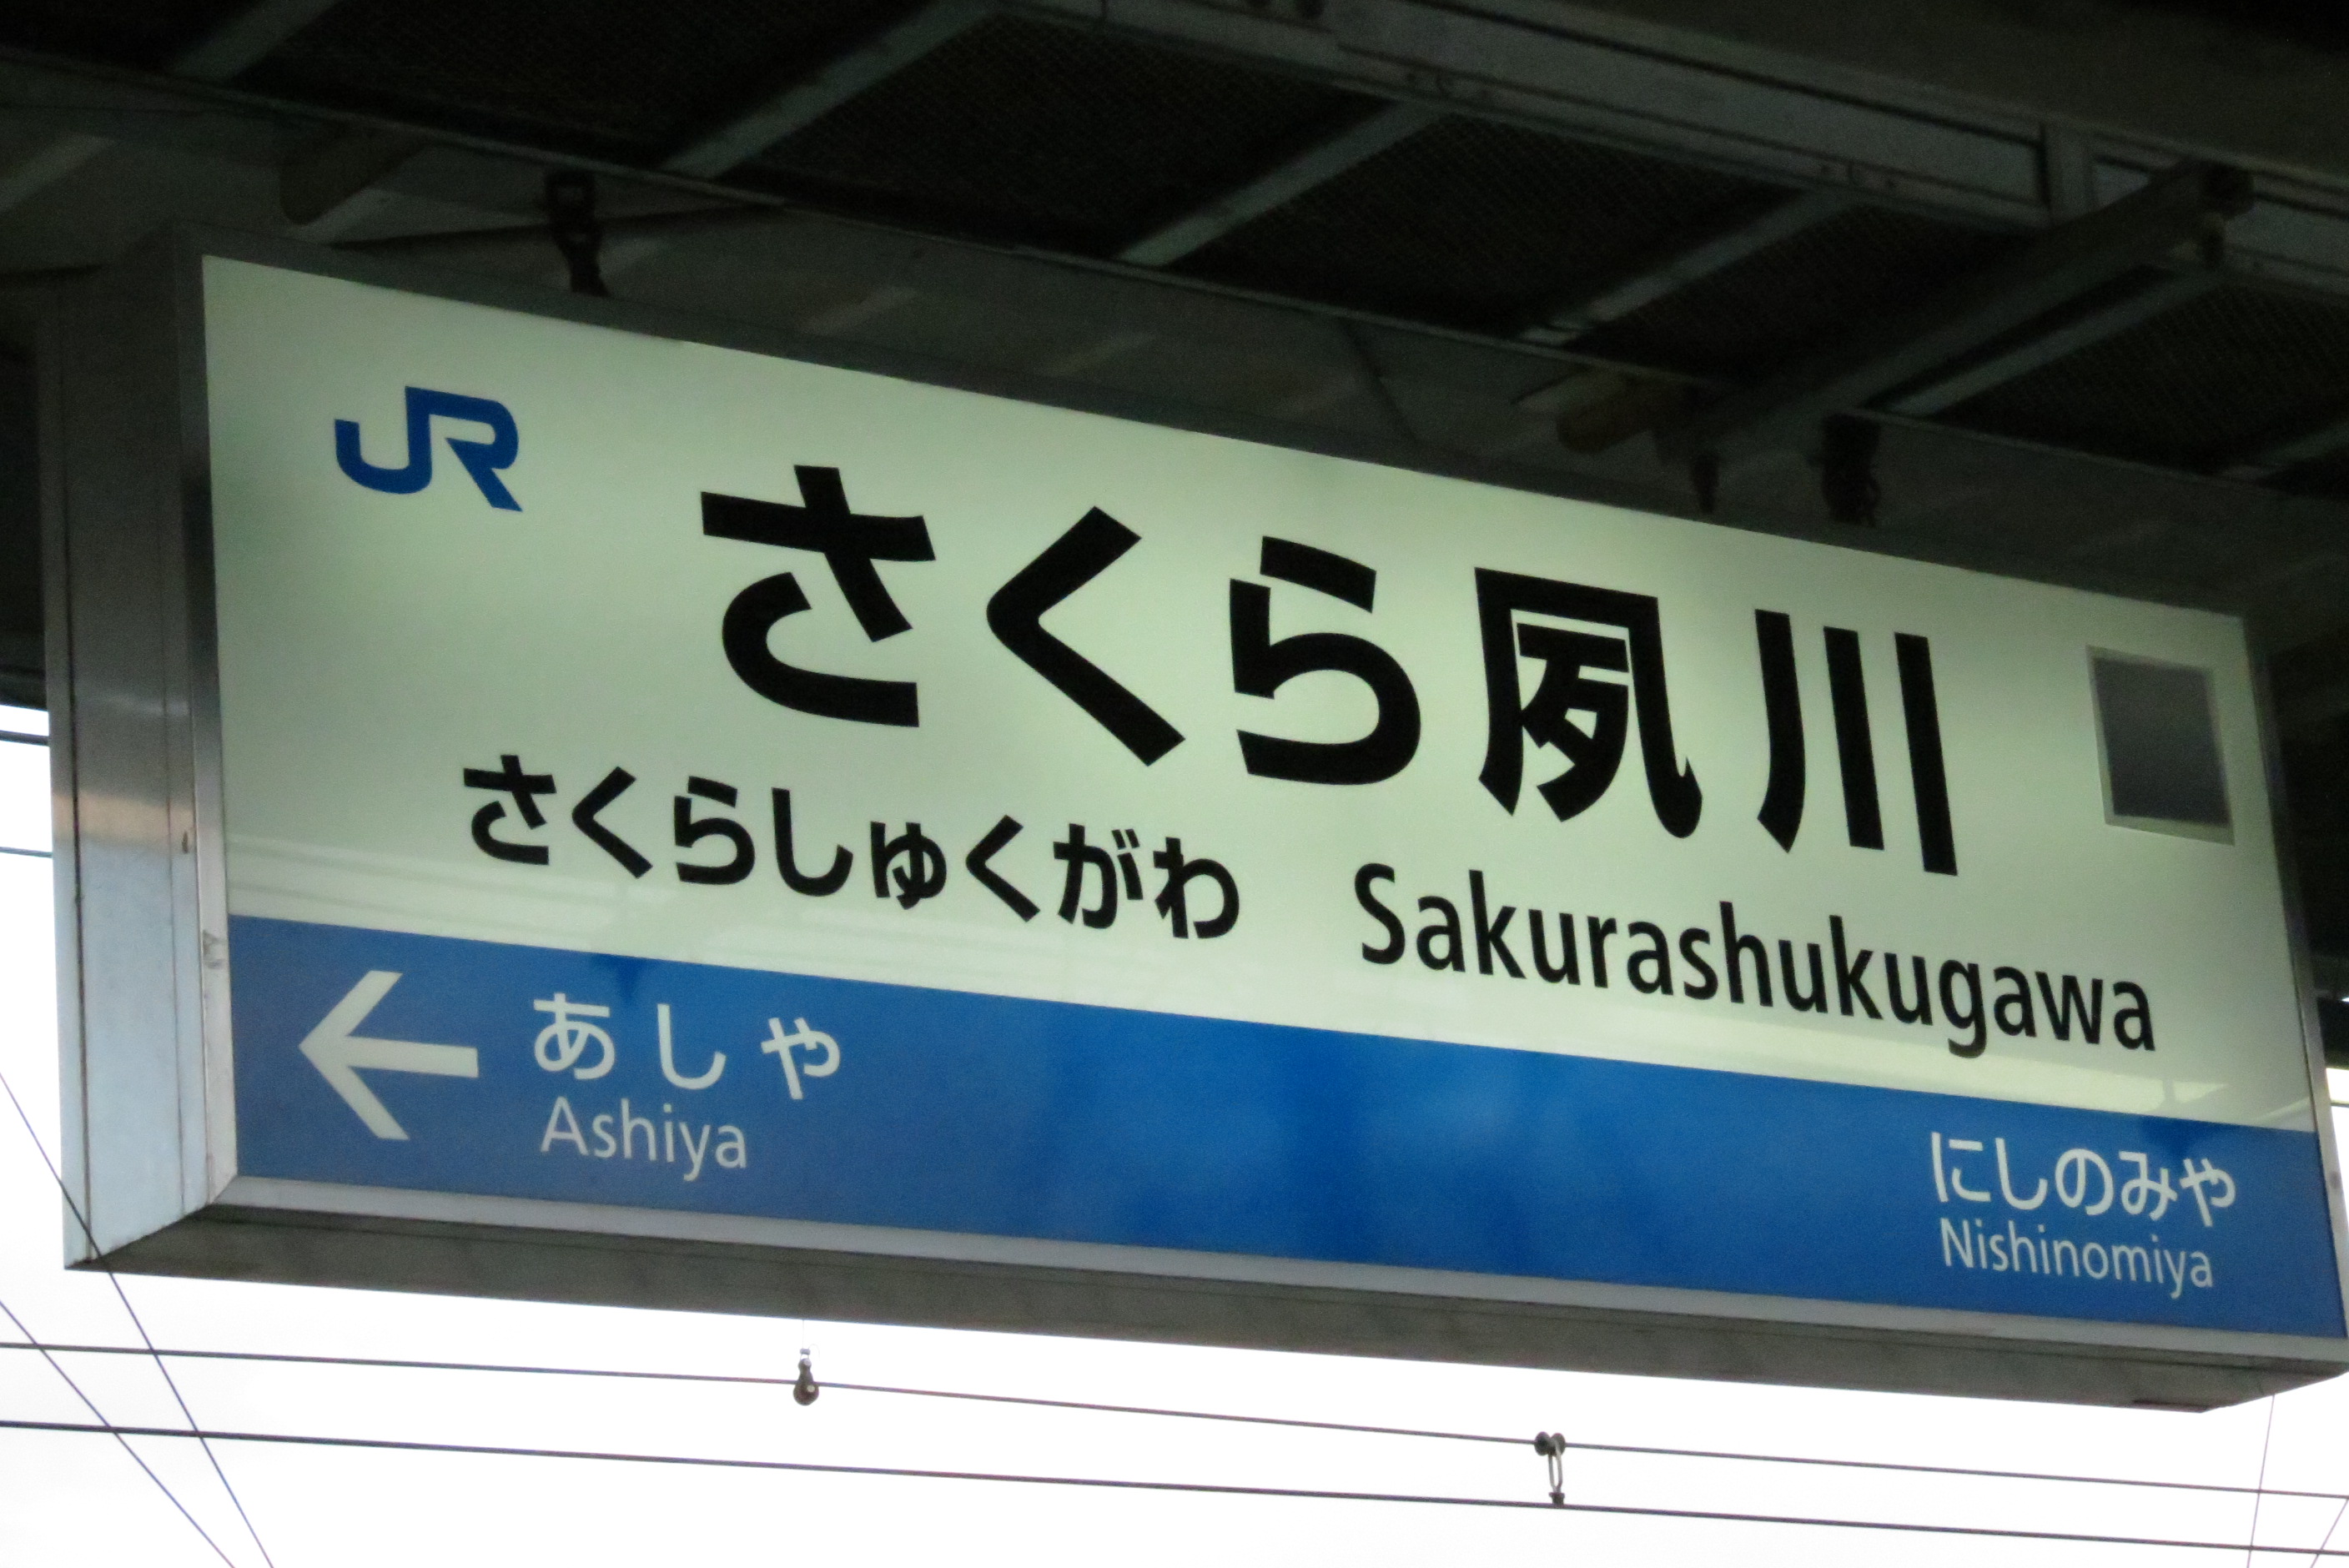 JR
さくら夙川
さくらしゅくがわ Sakurashukugawa
あしや
Ashiya
にしのみや
Nishinomiya